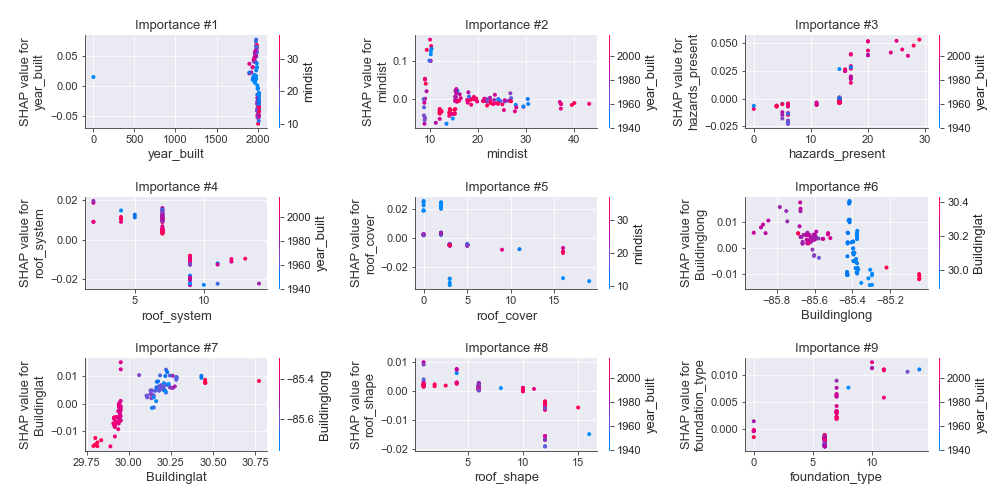 Importance #1
Importance #2
Importance #3
SHAP value for
year_built
0.05
0.00
−0.05
0
500
1000
1500
2000
year_built
30
20
10
mindist
SHAP value for
mindist
0.1
0.0
10
20
30
40
mindist
2000
1980
1960
1940
year_built
SHAP value for
hazards_present
0.050
0.025
0.000
−0.025
0
10
20
30
hazards_present
2000
1980
1960
1940
year_built
Importance #4
Importance #5
Importance #6
SHAP value for
roof_system
0.02
0.00
−0.02
5
10
roof_system
2000
1980
1960
1940
year_built
SHAP value for
roof_cover
0.02
0.00
−0.02
0
5
10
15
roof_cover
30
20
10
mindist
SHAP value for
Buildinglong
0.01
0.00
−0.01
−85.8
−85.6
−85.4
−85.2
Buildinglong
30.4
30.2
30.0
Buildinglat
Importance #7
Importance #8
Importance #9
SHAP value for
Buildinglat
0.01
0.00
−0.01
29.75
30.00
30.25
30.50
30.75
Buildinglat
−85.4
−85.6
Buildinglong
SHAP value for
roof_shape
0.01
0.00
−0.01
−0.02
5
10
15
roof_shape
2000
1980
1960
1940
year_built
SHAP value for
foundation_type
0.010
0.005
0.000
0
5
10
foundation_type
2000
1980
1960
1940
year_built